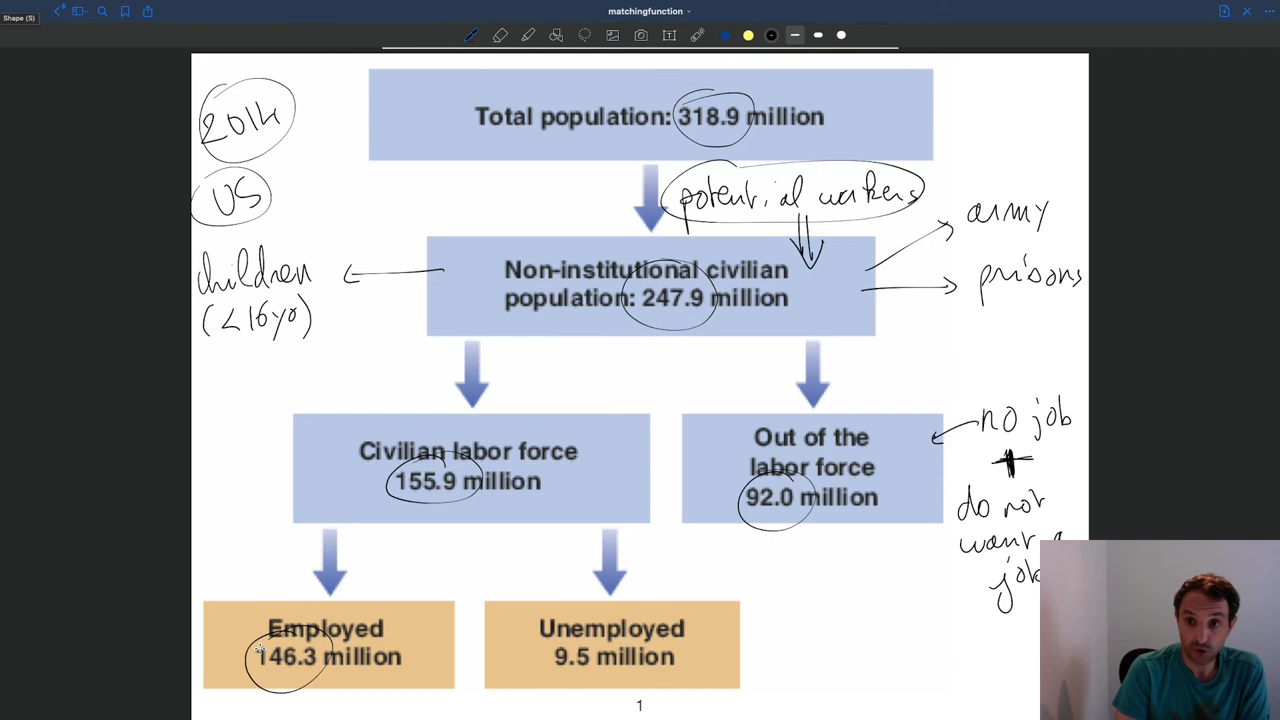 matchingfunction
Shape (S)
2014
US
Total population: 318.9 million
potential workers
army
prisons
children
(<16yr)
Non-institutional civilian
population: 247.9 million
Civilian labor force
155.9 million
Out of the
labor force
92.0 million
no job
+
do not
want a
job
Employed
146.3 million
Unemployed
9.5 million
1